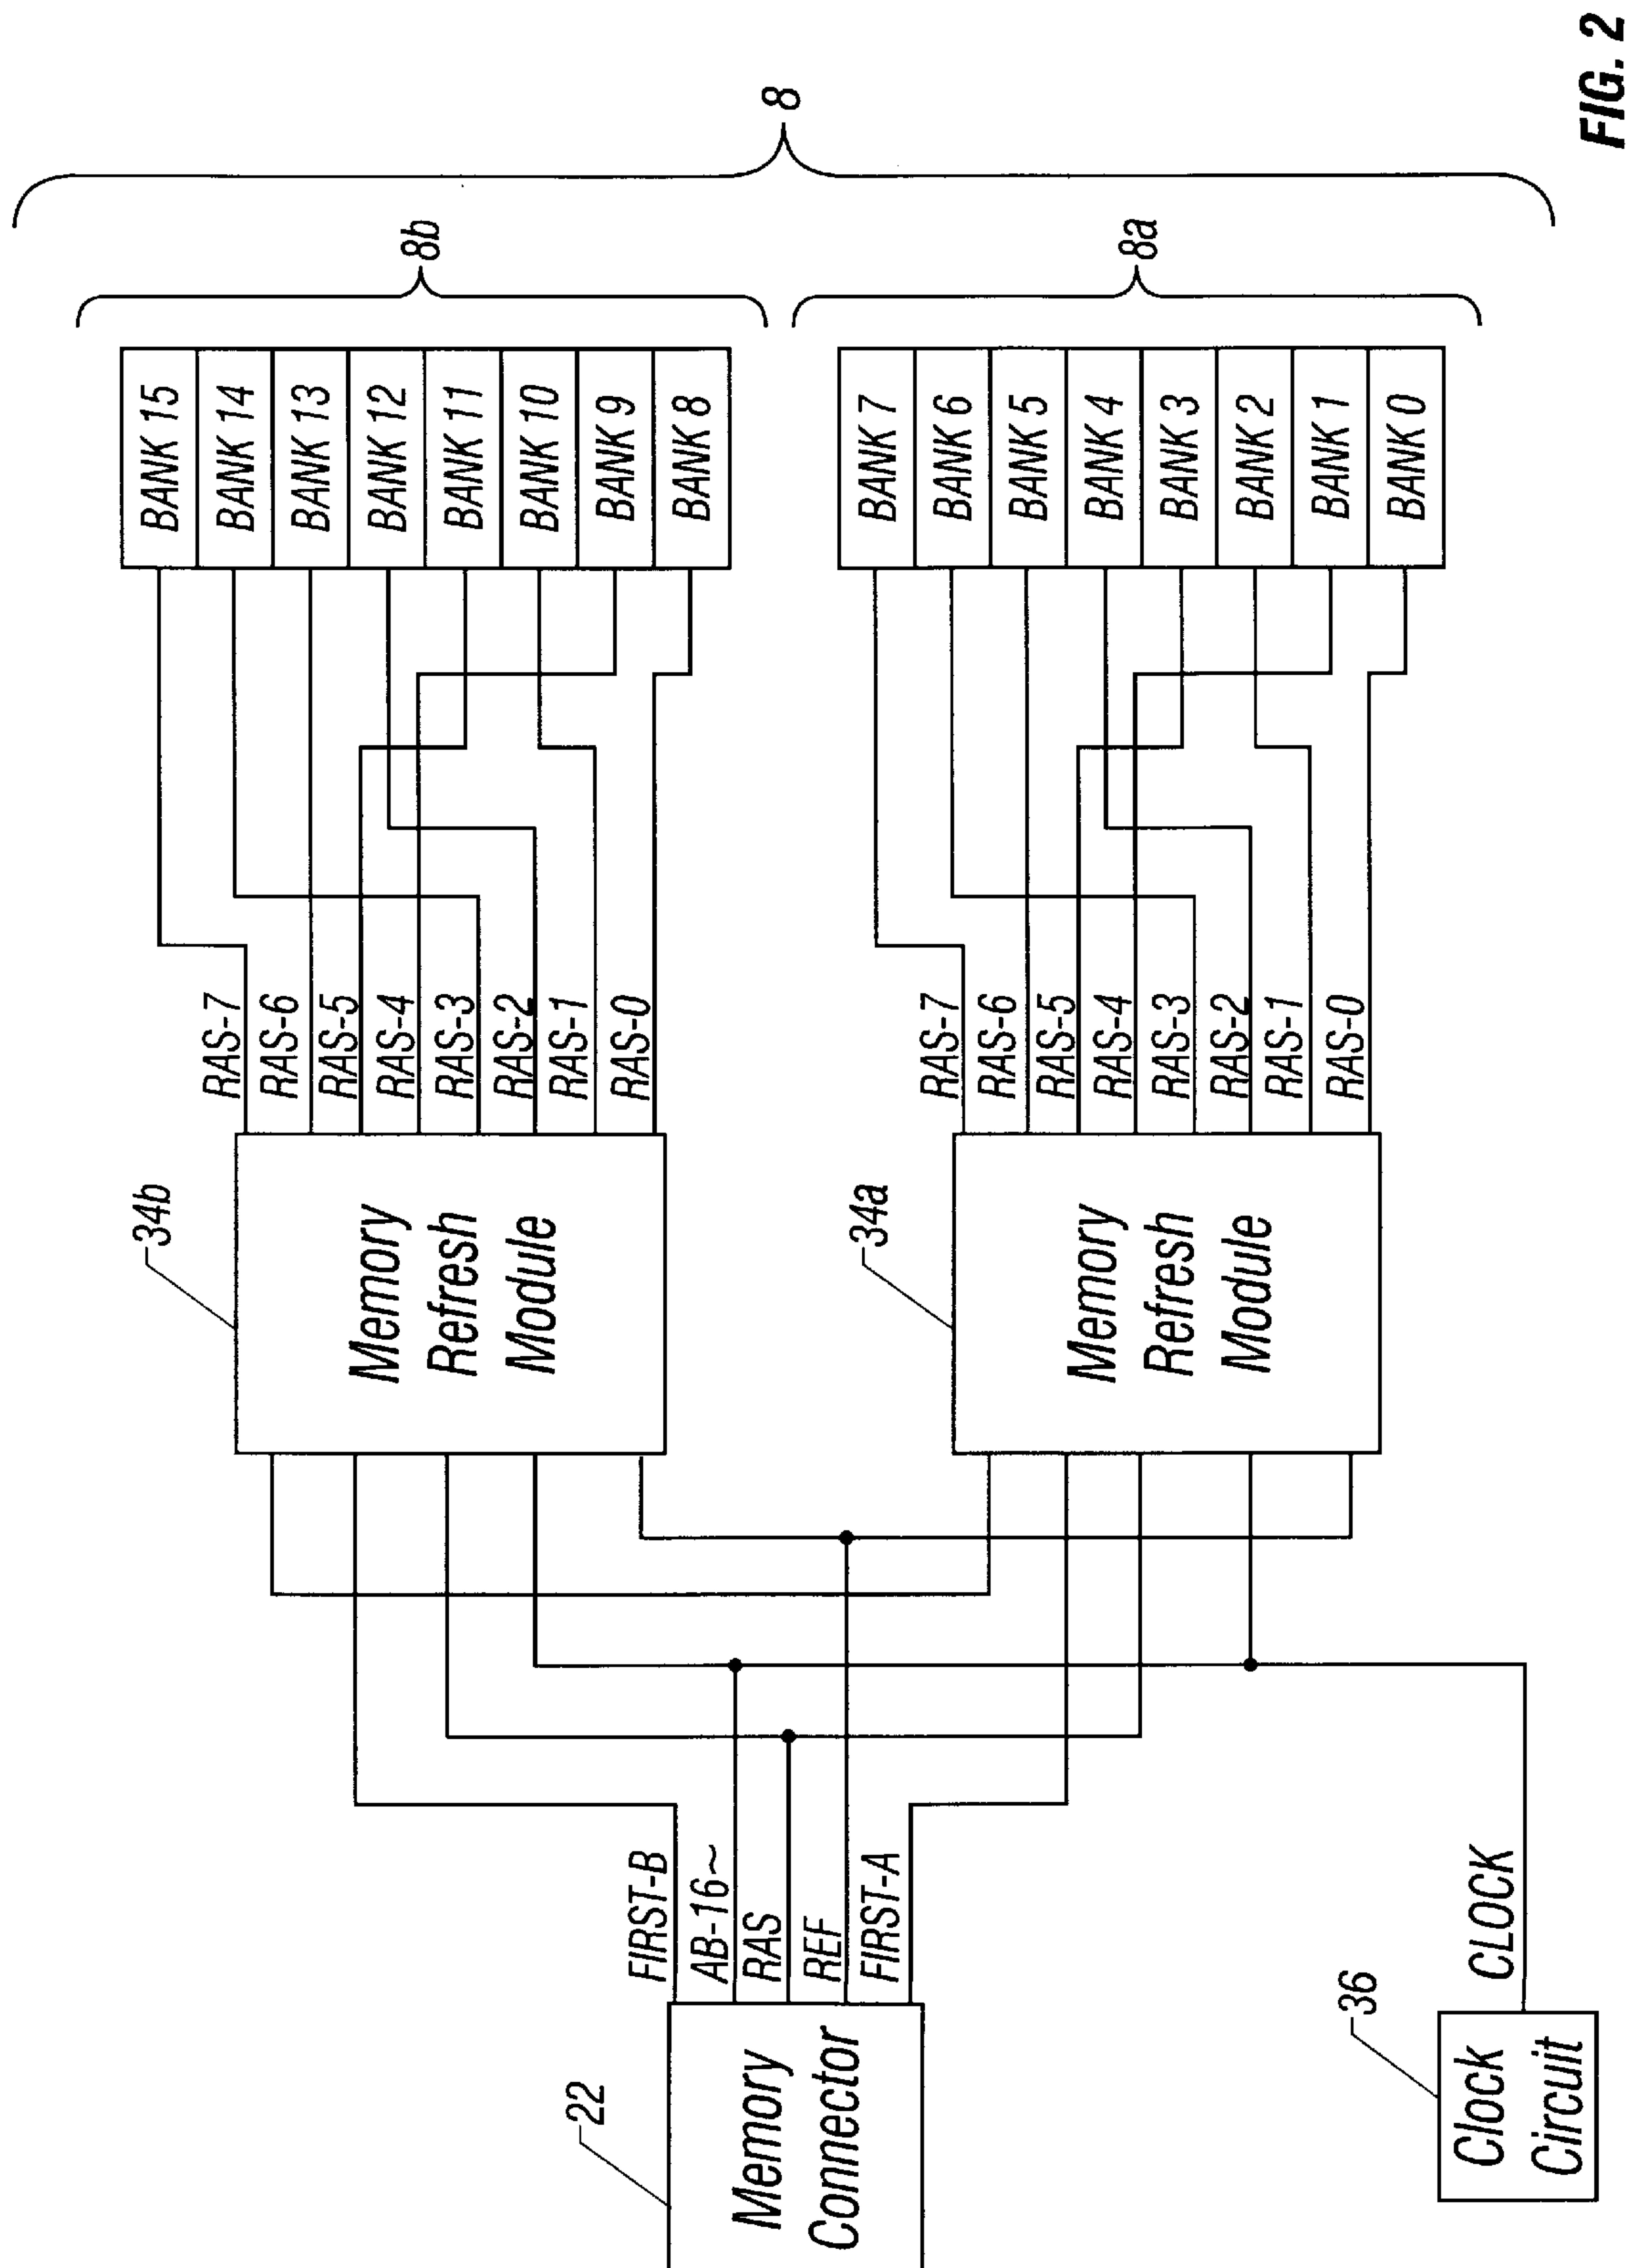 8
8b
8a
BANK 15
BANK 14
BANK 13
BANK 12
BANK 11
BANK 10
BANK 9
BANK 8
BANK 7
BANK 6
BANK 5
BANK 4
BANK 3
BANK 2
BANK 1
BANK 0
RAS-7
RAS-6
RAS-5
RAS-4
RAS-3
RAS-2
RAS-1
RAS-0
RAS-7
RAS-6
RAS-5
RAS-4
RAS-3
RAS-2
RAS-1
RAS-0
34b
Memory
Refresh
Module
34a
Memory
Refresh
Module
FIRST-B
AB-16~
RAS
REF
FIRST-A
22
Memory
Connector
CLOCK
36
Clock
Circuit
FIG. 2